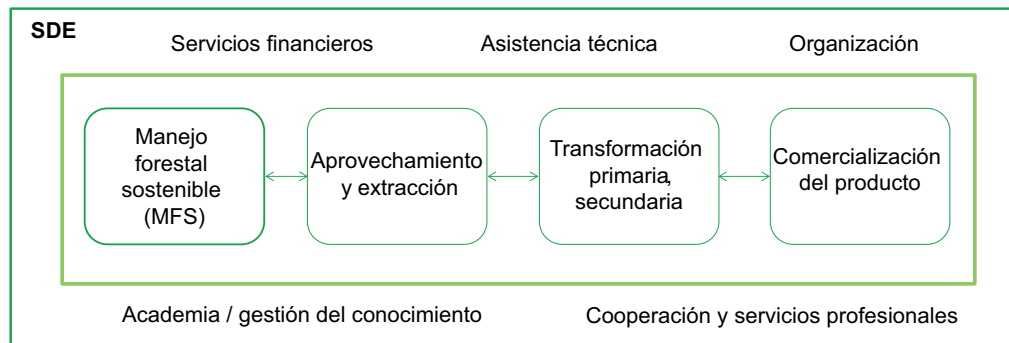 SDE
Servicios financieros
Asistencia técnica
Organización
Manejo
forestal
sostenible
(MFS)
Aprovechamiento
y extracción
Transformación
primaria,
secundaria
Comercialización
del producto
Academia / gestión del conocimiento
Cooperación y servicios profesionales